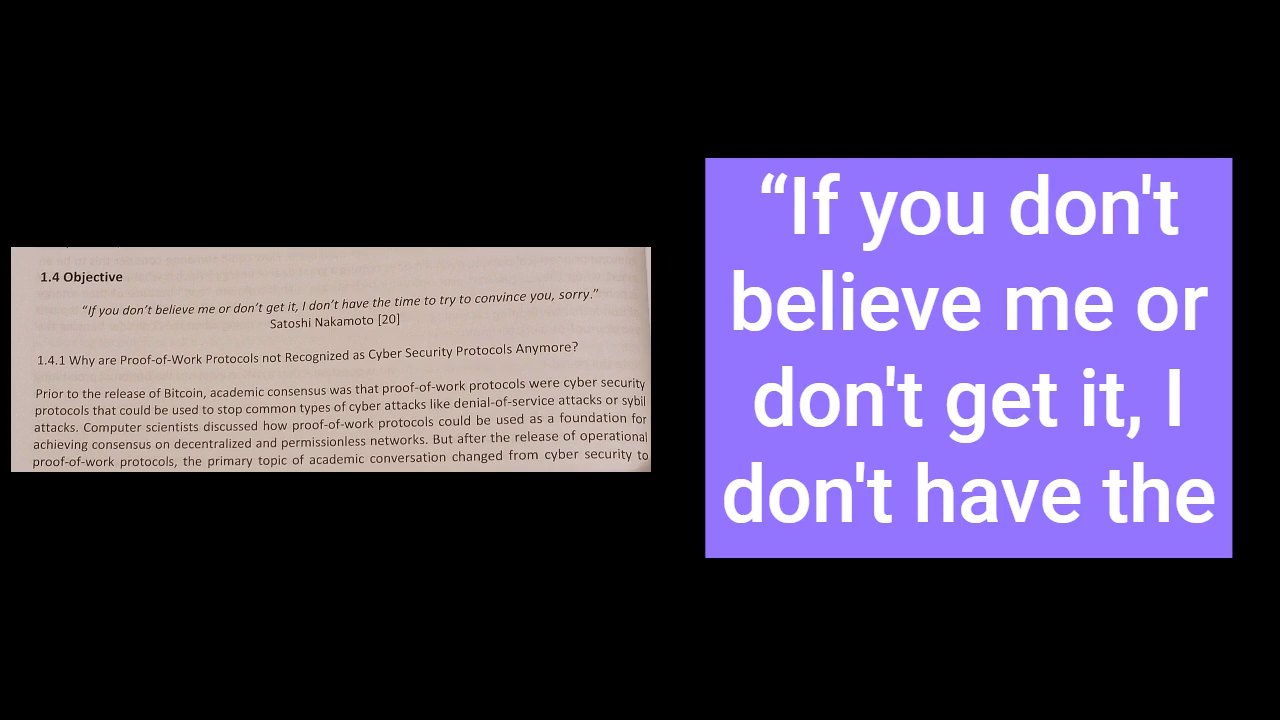 1.4 Objective
“If you don’t believe me or don’t get it, I don’t have the time to try to convince you, sorry.”
Satoshi Nakamoto [20]
1.4.1 Why are Proof-of-Work Protocols not Recognized as Cyber Security Protocols Anymore?
Prior to the release of Bitcoin, academic consensus was that proof-of-work protocols were cyber security
protocols that could be used to stop common types of cyber attacks like denial-of-service attacks or sybil
attacks. Computer scientists discussed how proof-of-work protocols could be used as a foundation for
achieving consensus on decentralized and permissionless networks. But after the release of operational
proof-of-work protocols, the primary topic of academic conversation changed from cyber security to
“If you don't
believe me or
don't get it, I
don't have the